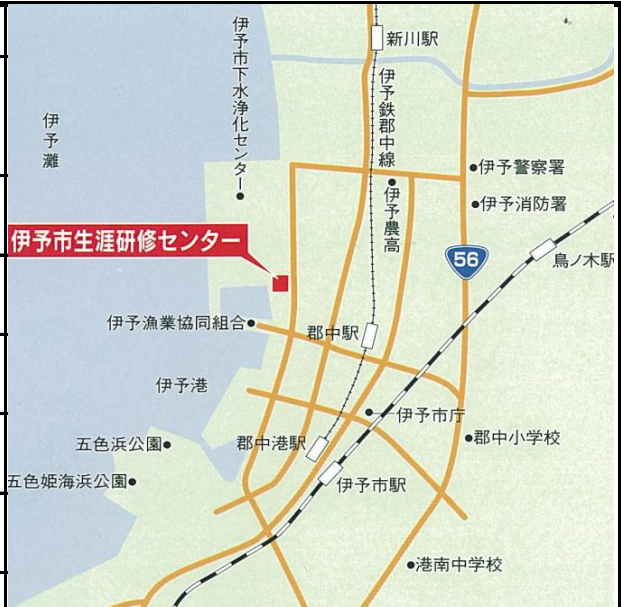 新川駅
伊予市下水浄化センター
伊予鉄郡中線
伊予灘
伊予警察署
伊予農高
伊予消防署
伊予市生涯研修センター
56
鳥ノ木駅
伊予漁業協同組合
郡中駅
伊予港
伊予市庁
郡中小学校
五色浜公園
郡中港駅
五色姫海浜公園
伊予市駅
港南中学校